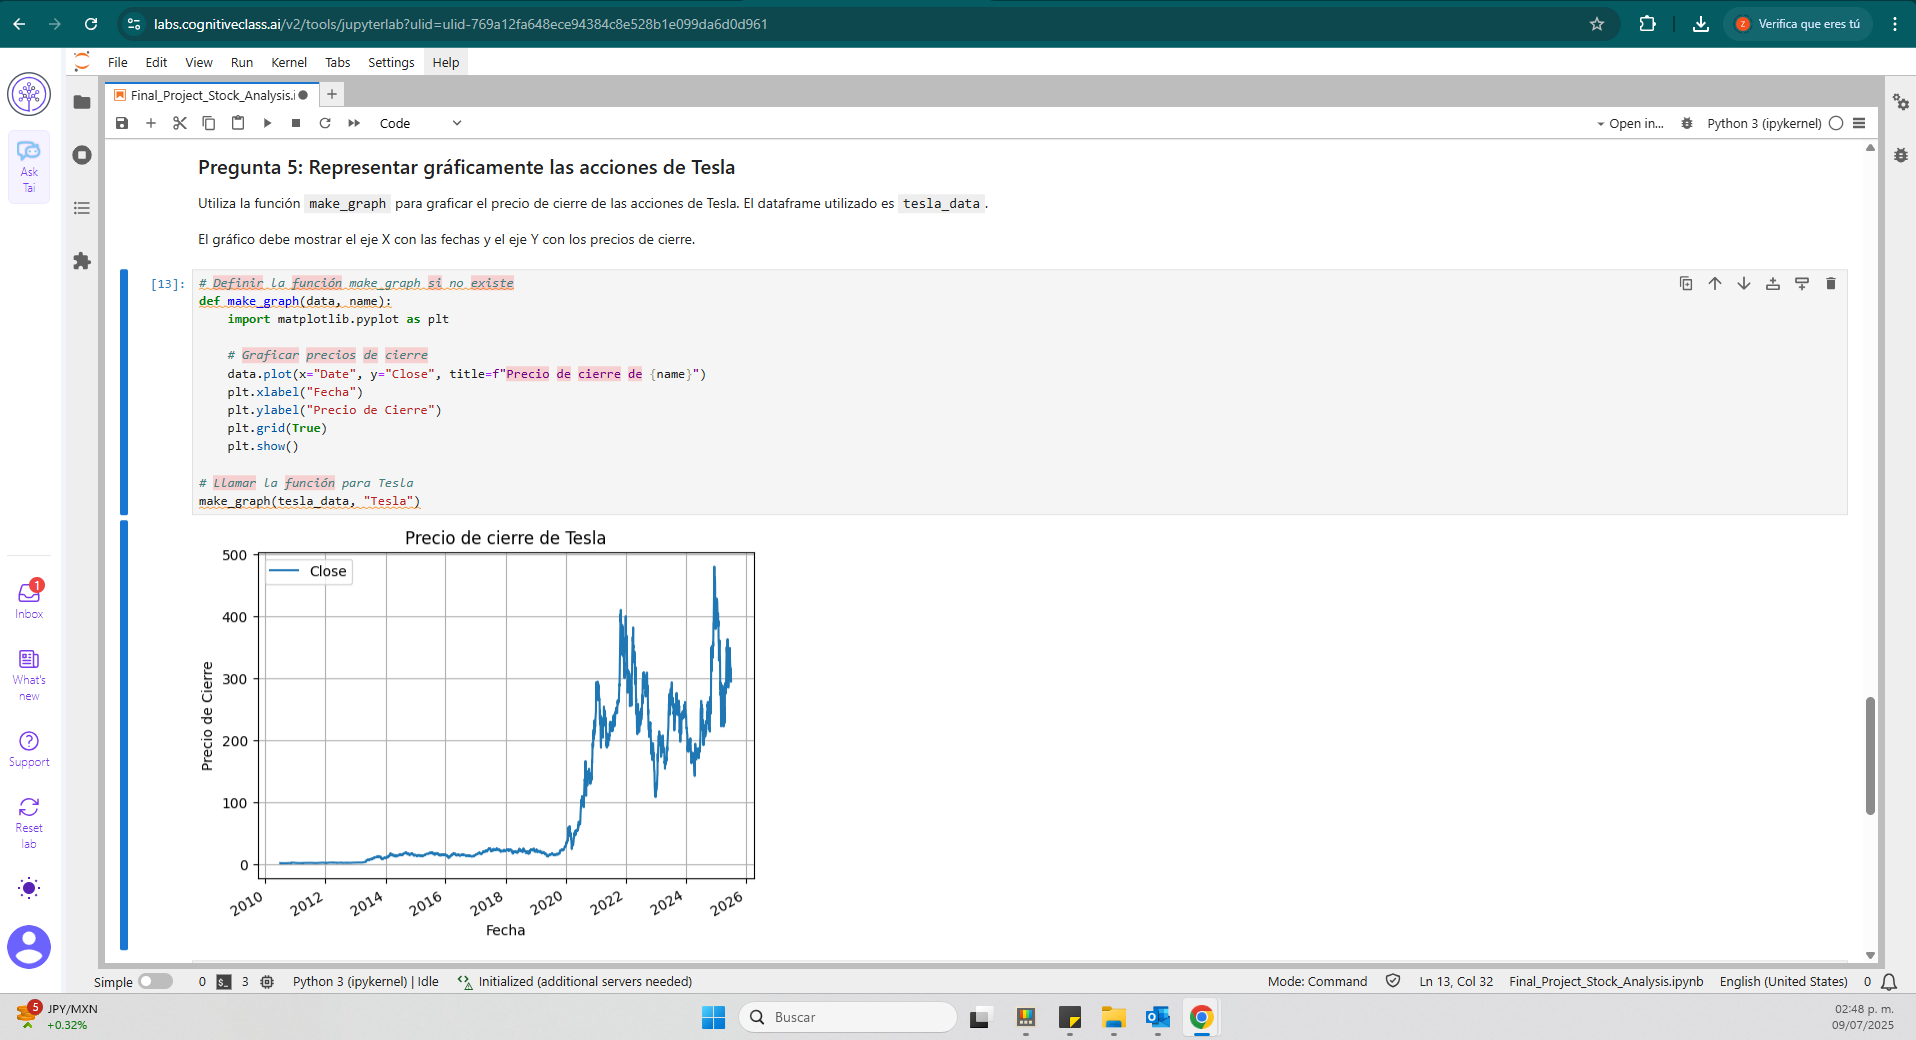 labs.cognitiveclass.ai/v2/tools/jupyterlab?ulid=ulid-769a12fa648ece94384c8e528b1e099da6d0d961
Z Verifica que eres tú
File Edit View Run Kernel Tabs Settings Help
Final_Project_Stock_Analysis.i
Code
Open in...
Python 3 (ipykernel)
Ask
Tai
1
Inbox
What's
new
Support
Reset
lab
Pregunta 5: Representar gráficamente las acciones de Tesla
Utiliza la función make_graph para graficar el precio de cierre de las acciones de Tesla. El dataframe utilizado es tesla_data.
El gráfico debe mostrar el eje X con las fechas y el eje Y con los precios de cierre.
[13]:
# Definir la función make_graph si no existe
def make_graph(data, name):
    import matplotlib.pyplot as plt
    # Graficar precios de cierre
    data.plot(x="Date", y="Close", title=f"Precio de cierre de {name}")
    plt.xlabel("Fecha")
    plt.ylabel("Precio de Cierre")
    plt.grid(True)
    plt.show()
# Llamar la función para Tesla
make_graph(tesla_data, "Tesla")
Precio de cierre de Tesla
Close
500
400
300
200
100
0
Precio de Cierre
2010 2012 2014 2016 2018 2020 2022 2024 2026
Fecha
Simple 0 $_ 3 Python 3 (ipykernel) | Idle Initialized (additional servers needed)
Mode: Command Ln 13, Col 32 Final_Project_Stock_Analysis.ipynb English (United States) 0
5
JPY/MXN
+0.32%
Buscar
02:48 p. m.
09/07/2025